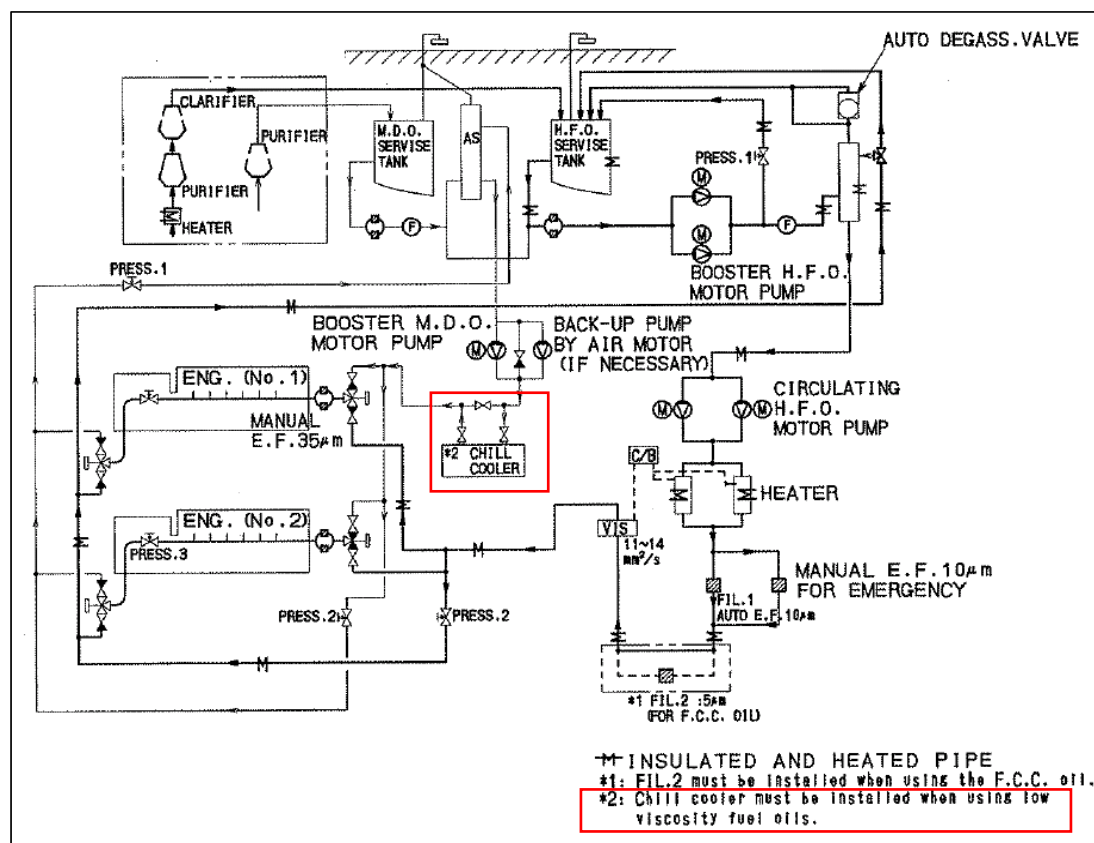 AUTO DEGASS.VALVE
CLARIFIER
PURIFIER
PURIFIER
HEATER
M.D.O.
SERVISE
TANK
AS
H.F.O.
SERVISE
TANK
PRESS.1
M
M
F
F
BOOSTER H.F.O.
MOTOR PUMP
PRESS.1
BOOSTER M.D.O.
MOTOR PUMP
M
BACK-UP PUMP
BY AIR MOTOR
(IF NECESSARY)
ENG. (No.1)
MANUAL
E.F.35μm
*2 CHILL
COOLER
M
M
CIRCULATING
H.F.O.
MOTOR PUMP
C/B
HEATER
ENG. (No.2)
PRESS.3
VIS
11~14
mm²/s
MANUAL E.F.10μm
FOR EMERGENCY
FIL.1
AUTO E.F.10μm
PRESS.2
PRESS.2
*1 FIL.2 :5μm
(FOR F.C.C. OIL)
INSULATED AND HEATED PIPE
*1: FIL.2 must be installed when using the F.C.C. oil.
*2: Chill cooler must be installed when using low
viscosity fuel oils.